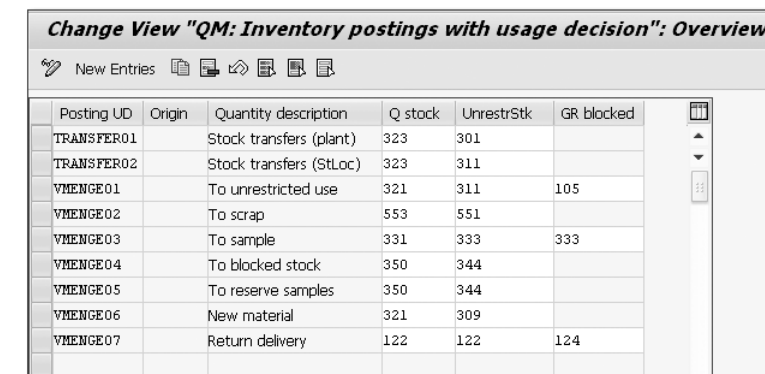 Change View "QM: Inventory postings with usage decision": Overview
New Entries
Posting UD Origin Quantity description Q stock UnrestrStk GR blocked
TRANSFER01 Stock transfers (plant) 323 301
TRANSFER02 Stock transfers (StLoc) 323 311
VMENGE01 To unrestricted use 321 311 105
VMENGE02 To scrap 553 551
VMENGE03 To sample 331 333 333
VMENGE04 To blocked stock 350 344
VMENGE05 To reserve samples 350 344
VMENGE06 New material 321 309
VMENGE07 Return delivery 122 122 124